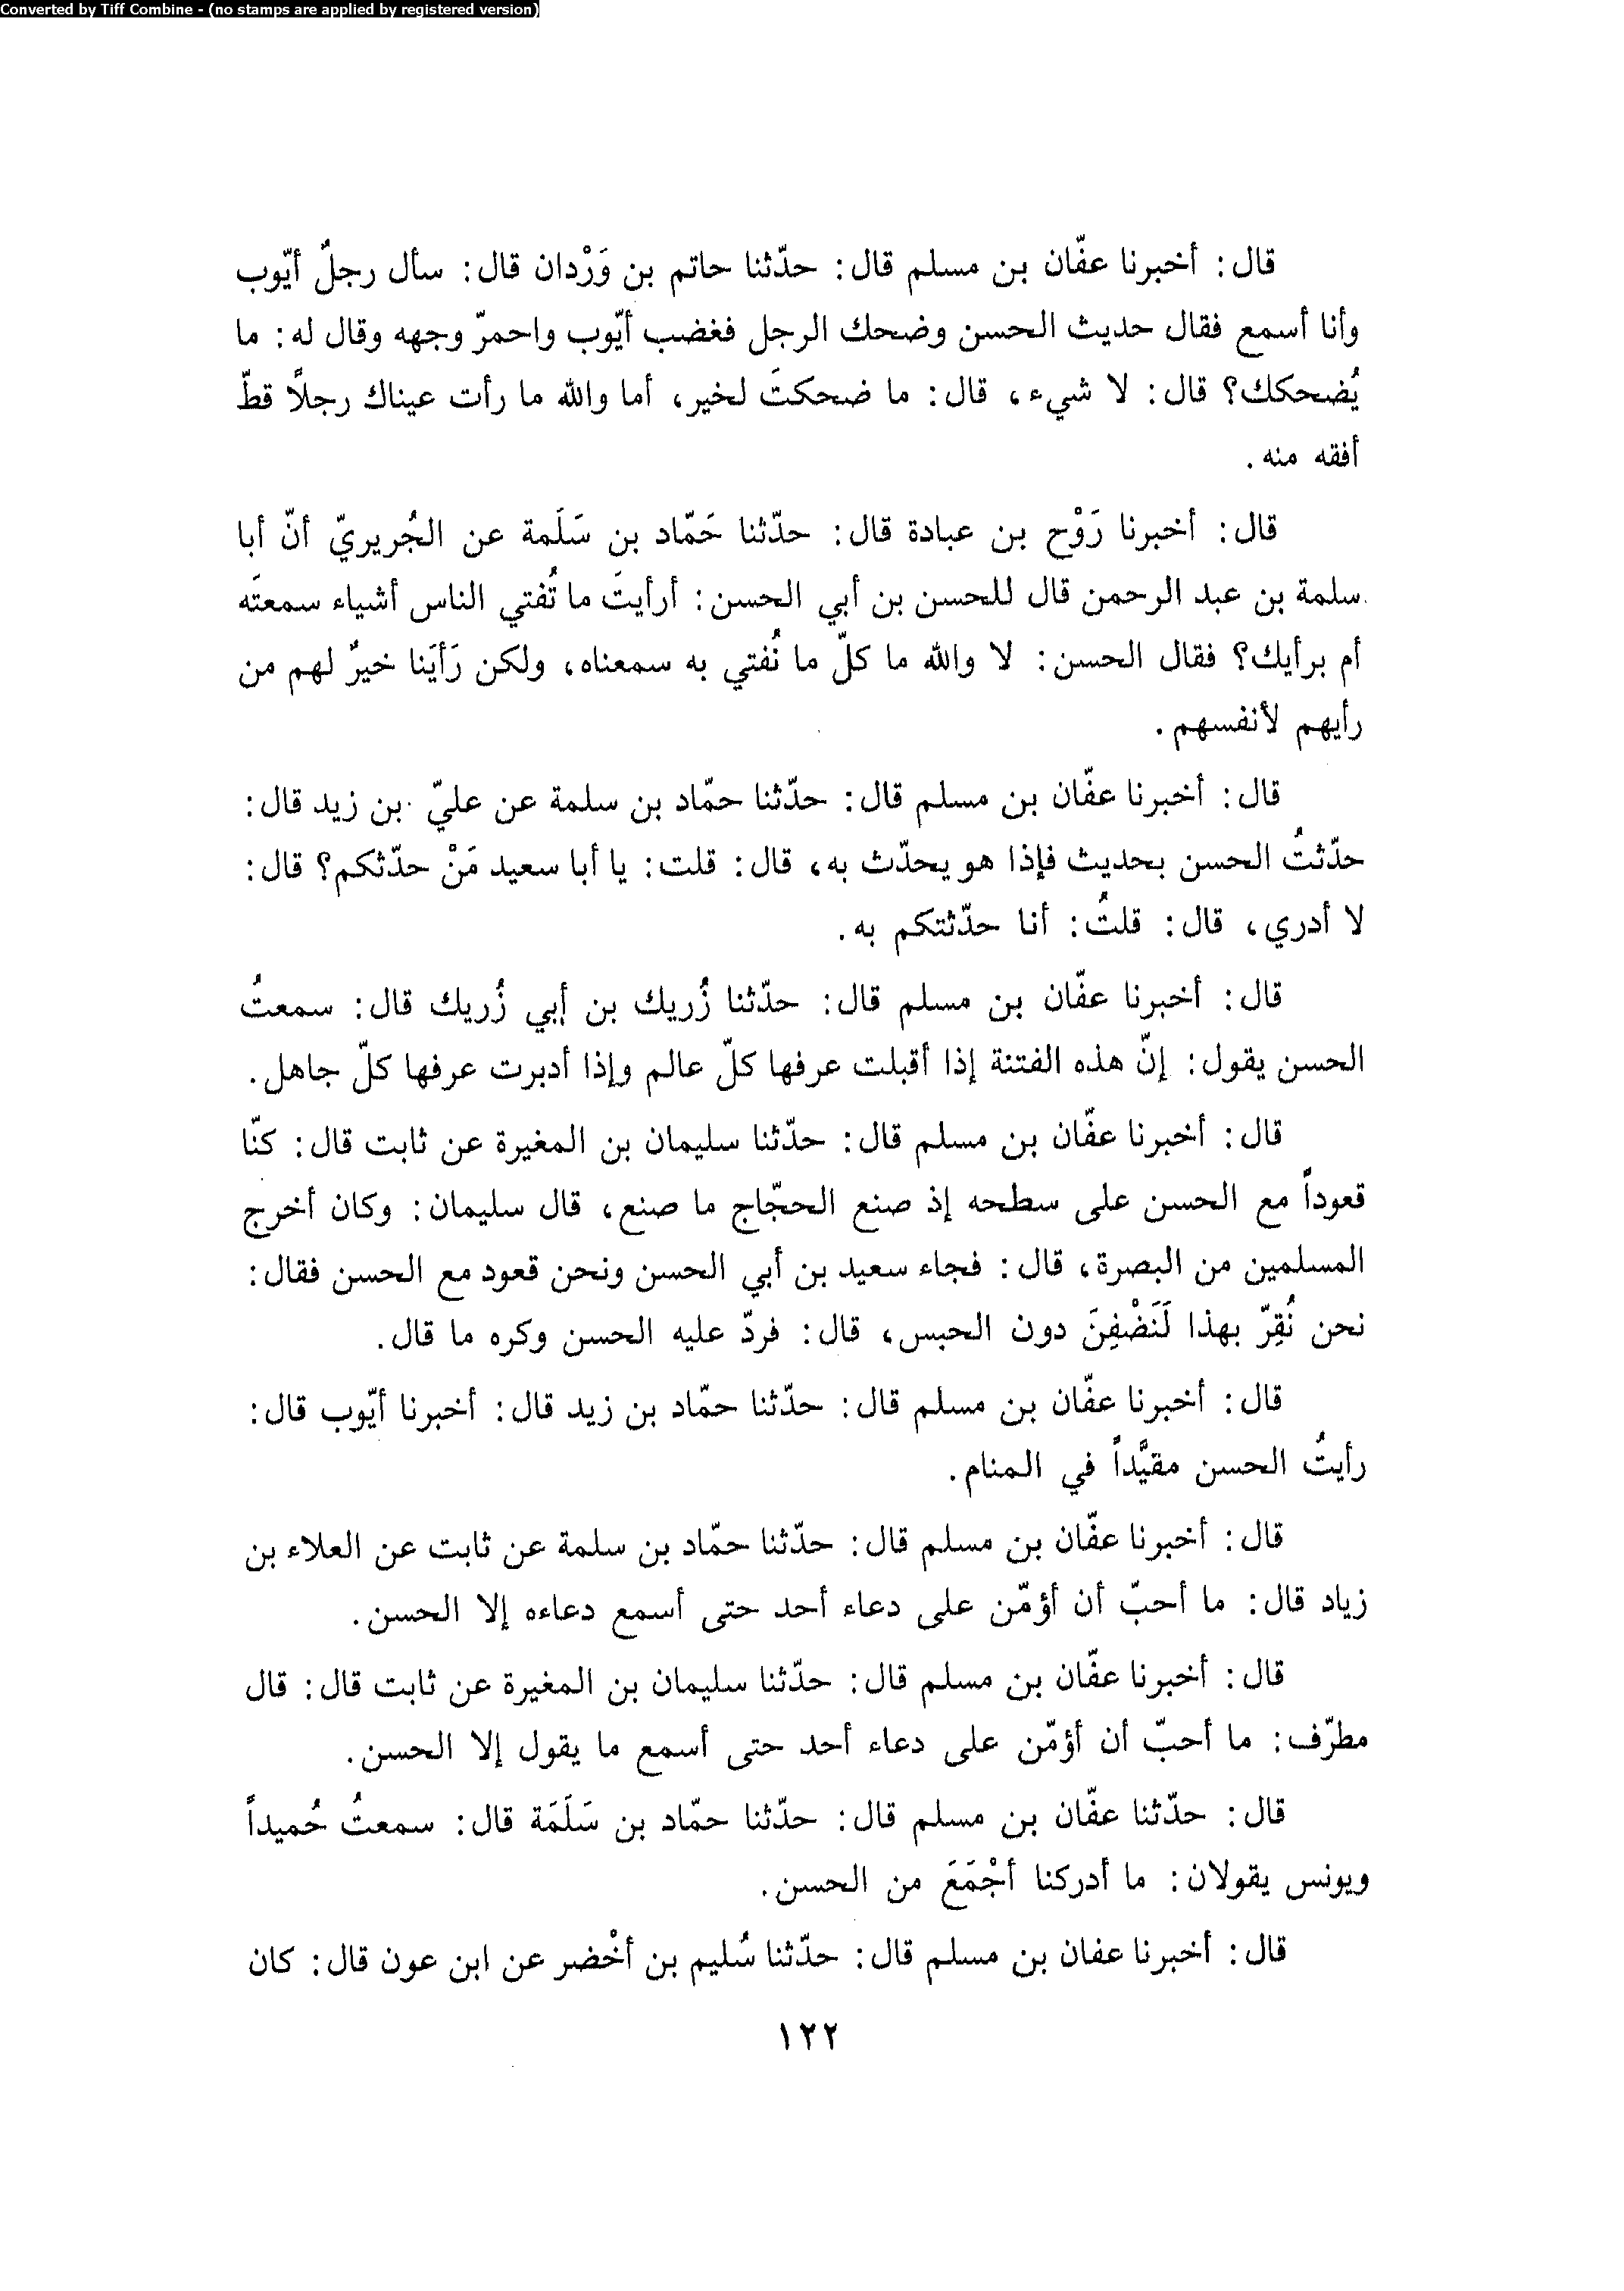 Converted by Tiff Combine - (no stamps are applied by registered version)
قال: أخبرنا عفّان بن مسلم قال: حدّثنا حاتم بن وَرْدان قال: سأل رجلٌ أيّوب
وأنا أسمع فقال حديث الحسن وضحك الرجل فغضب أيّوب واحمرّ وجهه وقال له: ما
يُضحكك؟ قال: لا شيء، قال: ما ضحكتَ لخير، أما والله ما رأت عيناك رجلاً قطّ
أفقه منه.
قال: أخبرنا رَوْح بن عبادة قال: حدّثنا حَمّاد بن سَلَمة عن الجُريريّ أنّ أبا
سلمة بن عبد الرحمن قال للحسن بن أبي الحسن: أرأيتَ ما تُفتي الناس أشياء سمعتَه
أم برأيك؟ فقال الحسن: لا والله ما كلّ ما نُفتي به سمعناه، ولكن رَأيَنا خيرٌ لهم من
رأيهم لأنفسهم.
قال: أخبرنا عفّان بن مسلم قال: حدّثنا حمّاد بن سلمة عن عليّ بن زيد قال:
حدّثتُ الحسن بحديث فإذا هو يحدّث به، قال: قلت: يا أبا سعيد مَنْ حدّثكم؟ قال:
لا أدري، قال: قلتُ: أنا حدّثتكم به.
قال: أخبرنا عفّان بن مسلم قال: حدّثنا زُريك بن أبي زُريك قال: سمعتُ
الحسن يقول: إنّ هذه الفتنة إذا أقبلت عرفها كلّ عالم وإذا أدبرت عرفها كلّ جاهل.
قال: أخبرنا عفّان بن مسلم قال: حدّثنا سليمان بن المغيرة عن ثابت قال: كنّا
قعوداً مع الحسن على سطحه إذ صنع الحجّاج ما صنع، قال سليمان: وكان أخرج
المسلمين من البصرة، قال: فجاء سعيد بن أبي الحسن ونحن قعود مع الحسن فقال:
نحن نُقِرّ بهذا لَنَضْفِنَ دون الحبس، قال: فردّ عليه الحسن وكره ما قال.
قال: أخبرنا عفّان بن مسلم قال: حدّثنا حمّاد بن زيد قال: أخبرنا أيّوب قال:
رأيتُ الحسن مقيَّداً في المنام.
قال: أخبرنا عفّان بن مسلم قال: حدّثنا حمّاد بن سلمة عن ثابت عن العلاء بن
زياد قال: ما أحبّ أن أؤمّن على دعاء أحد حتى أسمع دعاءه إلا الحسن.
قال: أخبرنا عفّان بن مسلم قال: حدّثنا سليمان بن المغيرة عن ثابت قال: قال
مطرّف: ما أحبّ أن أؤمّن على دعاء أحد حتى أسمع ما يقول إلا الحسن.
قال: حدّثنا عفّان بن مسلم قال: حدّثنا حمّاد بن سَلَمَة قال: سمعتُ حُميداً
ويونس يقولان: ما أدركنا أجْمَعَ من الحسن.
قال: أخبرنا عفان بن مسلم قال: حدّثنا سُليم بن أخْضر عن ابن عون قال: كان
١٢٢